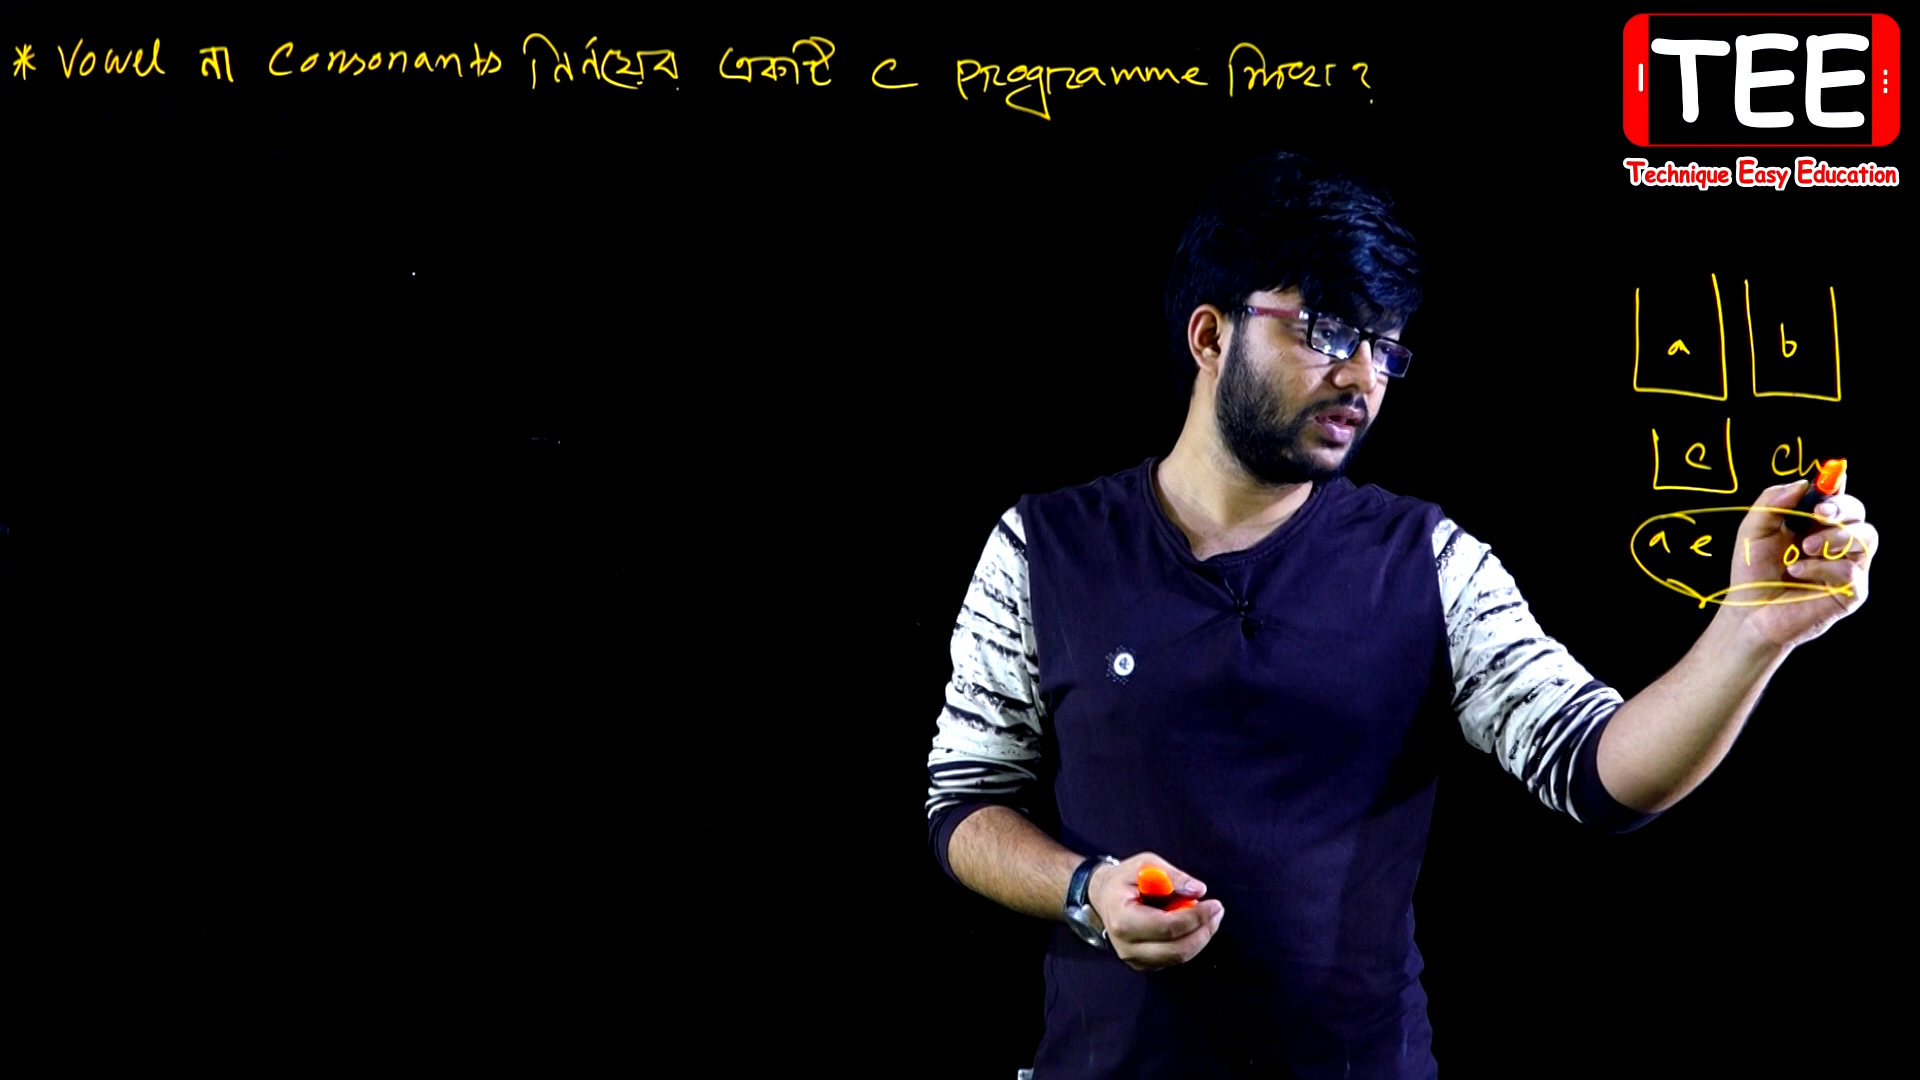 * Vowel না Consonants নির্ণয়ের একটি C programme লিখো ?
TEE
Technique Easy Education
a b
c ch
a e i o u